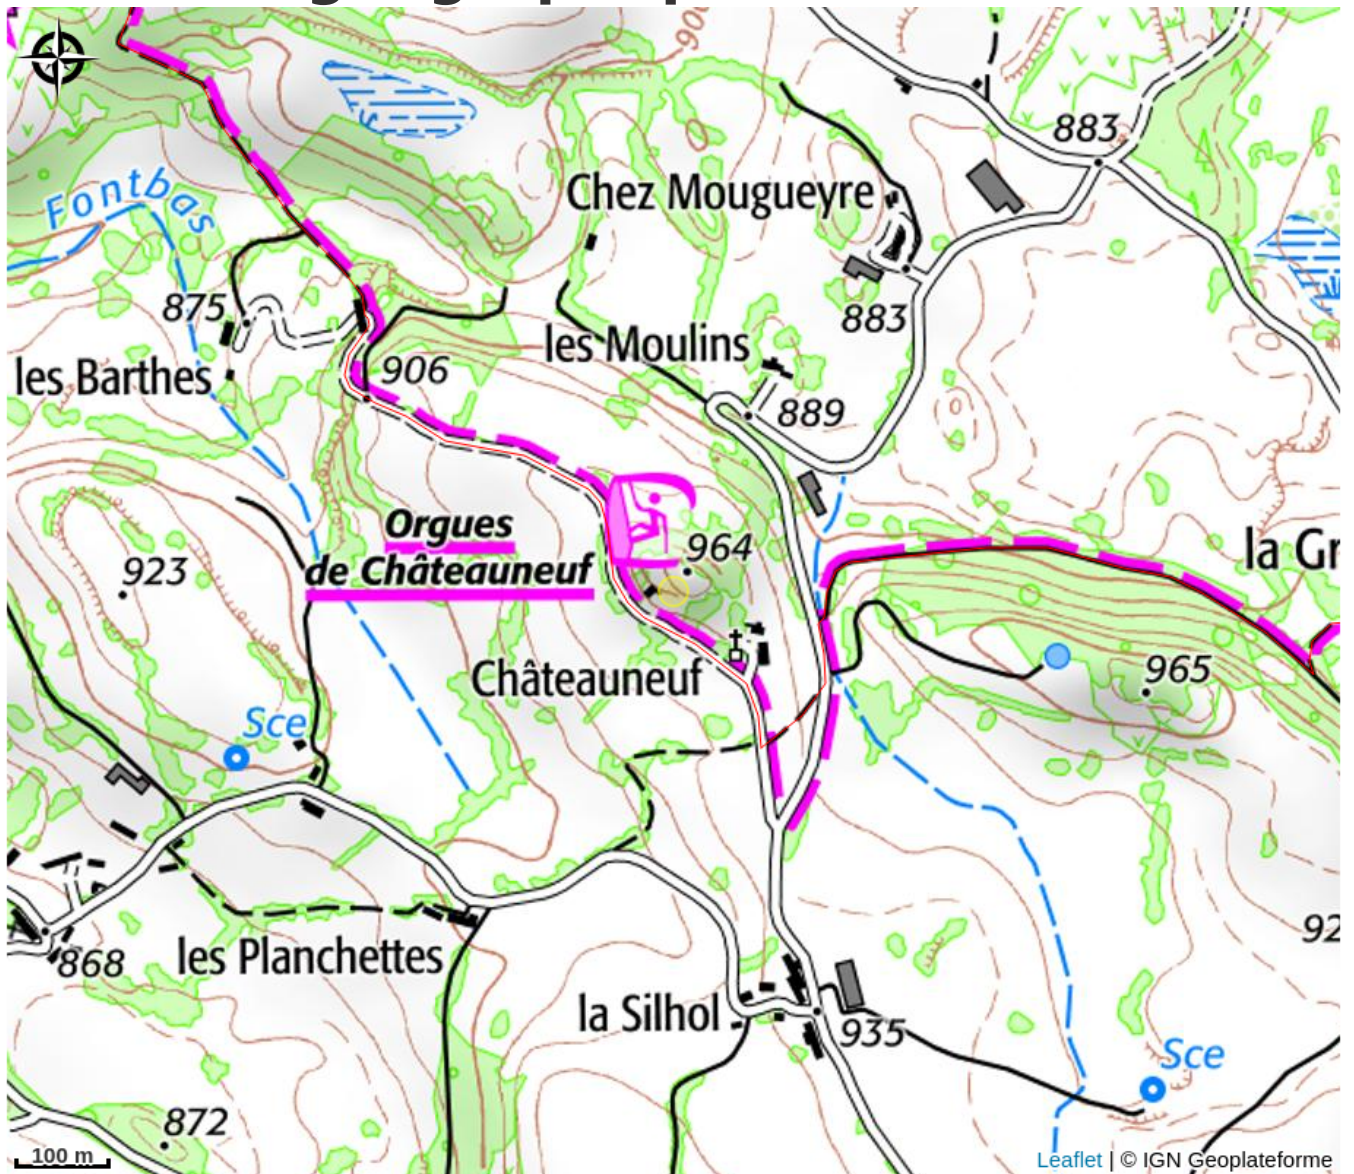 900
883
Chez Mougueyre
Fontbas
875
883
les Moulins
les Barthes
906
889
Orgues
de Châteauneuf
964
la Gr
923
Châteauneuf
965
Sce
92
868
les Planchettes
la Silhol
935
Sce
872
100 m
Leaflet | © IGN Geoplateforme